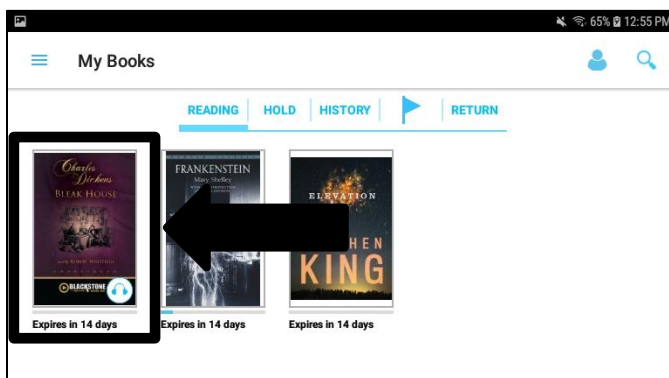 65% 12:55 PM
My Books
READING HOLD HISTORY RETURN
Charles
Dickens
BLEAK HOUSE
BLACKSTONE
FRANKENSTEIN
Mary Shelley
ELEVATION
KING
Expires in 14 days
Expires in 14 days
Expires in 14 days